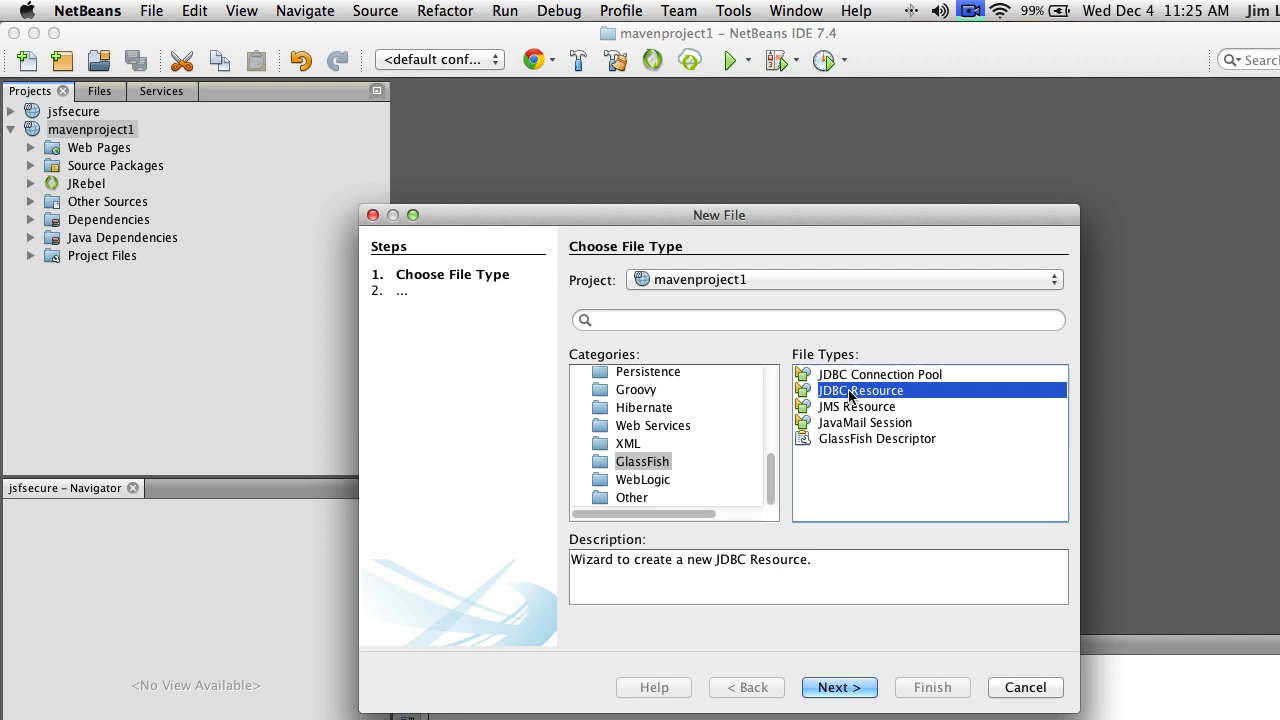 NetBeans File Edit View Navigate Source Refactor Run Debug Profile Team Tools Window Help 99% Wed Dec 4 11:25 AM Jim L
mavenproject1 – NetBeans IDE 7.4
<default conf...
Searc
Projects Files Services
jsfsecure
mavenproject1
Web Pages
Source Packages
JRebel
Other Sources
Dependencies
Java Dependencies
Project Files
jsfsecure – Navigator
<No View Available>
New File
Steps
1. Choose File Type
2. ...
Choose File Type
Project: mavenproject1
Categories:
Persistence
Groovy
Hibernate
Web Services
XML
GlassFish
WebLogic
Other
File Types:
JDBC Connection Pool
JDBC Resource
JMS Resource
JavaMail Session
GlassFish Descriptor
Description:
Wizard to create a new JDBC Resource.
Help < Back Next > Finish Cancel